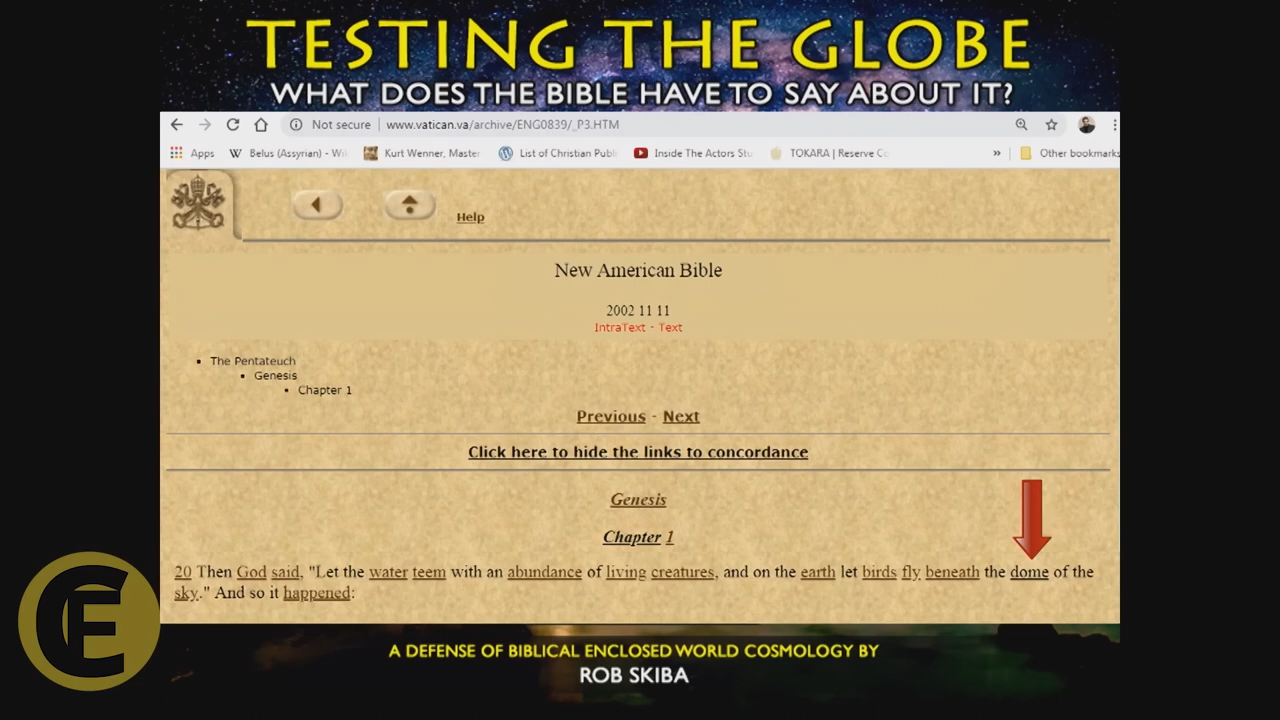 TESTING THE GLOBE
WHAT DOES THE BIBLE HAVE TO SAY ABOUT IT?
Not secure | www.vatican.va/archive/ENG0839/_P3.HTM
Apps Belus (Assyrian) - Wi Kurt Wenner, Master List of Christian Publi Inside The Actors Stu TOKARA | Reserve Co » Other bookmarks
Help
New American Bible
2002 11 11
IntraText - Text
The Pentateuch
Genesis
Chapter 1
Previous - Next
Click here to hide the links to concordance
Genesis
Chapter 1
20 Then God said, "Let the water teem with an abundance of living creatures, and on the earth let birds fly beneath the dome of the
sky." And so it happened:
CF
A DEFENSE OF BIBLICAL ENCLOSED WORLD COSMOLOGY BY
ROB SKIBA